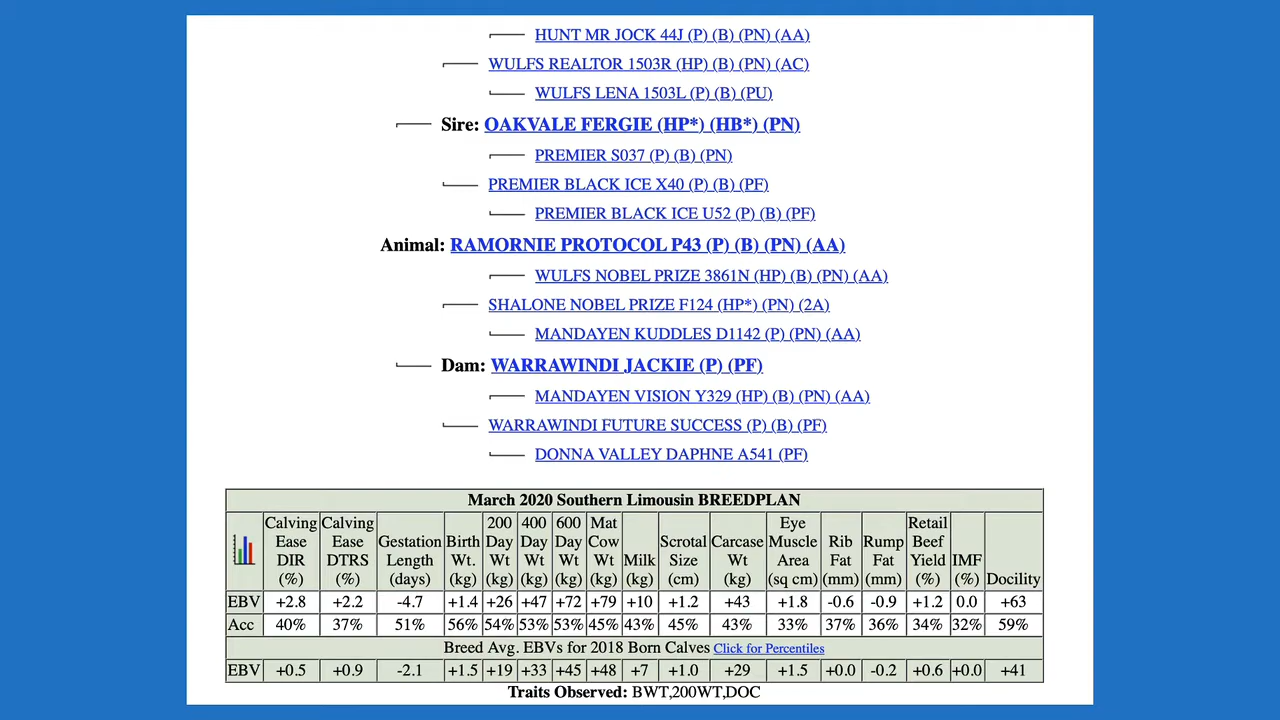 HUNT MR JOCK 44J (P) (B) (PN) (AA)
WULFS REALTOR 1503R (HP) (B) (PN) (AC)
WULFS LENA 1503L (P) (B) (PU)
Sire: OAKVALE FERGIE (HP*) (HB*) (PN)
PREMIER S037 (P) (B) (PN)
PREMIER BLACK ICE X40 (P) (B) (PF)
PREMIER BLACK ICE U52 (P) (B) (PF)
Animal: RAMORNIE PROTOCOL P43 (P) (B) (PN) (AA)
WULFS NOBEL PRIZE 3861N (HP) (B) (PN) (AA)
SHALONE NOBEL PRIZE F124 (HP*) (PN) (2A)
MANDAYEN KUDDLES D1142 (P) (PN) (AA)
Dam: WARRAWINDI JACKIE (P) (PF)
MANDAYEN VISION Y329 (HP) (B) (PN) (AA)
WARRAWINDI FUTURE SUCCESS (P) (B) (PF)
DONNA VALLEY DAPHNE A541 (PF)
March 2020 Southern Limousin BREEDPLAN
Calving Ease DIR (%) Calving Ease DTRS (%) Gestation Length (days) Birth Wt. (kg) 200 Day Wt (kg) 400 Day Wt. (kg) 600 Day Wt (kg) Mat Cow Wt (kg) Milk (kg) Scrotal Size (cm) Carcase Wt (kg) Eye Muscle Area (sq cm) Rib Fat (mm) Rump Fat (mm) Retail Beef Yield (%) IMF (%) Docility
EBV +2.8 +2.2 -4.7 +1.4 +26 +47 +72 +79 +10 +1.2 +43 +1.8 -0.6 -0.9 +1.2 0.0 +63
Acc 40% 37% 51% 56% 54% 53% 53% 45% 43% 45% 43% 33% 37% 36% 34% 32% 59%
Breed Avg. EBVs for 2018 Born Calves Click for Percentiles
EBV +0.5 +0.9 -2.1 +1.5 +19 +33 +45 +48 +7 +1.0 +29 +1.5 +0.0 -0.2 +0.6 +0.0 +41
Traits Observed: BWT,200WT,DOC